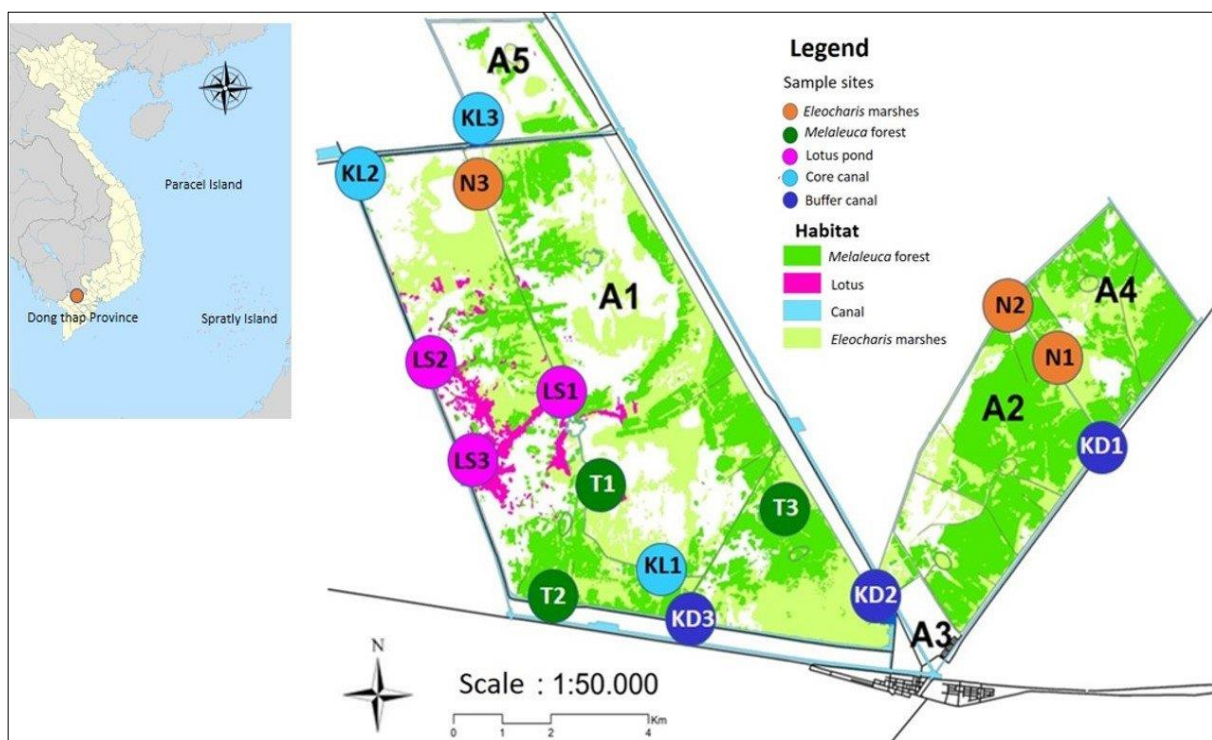 Paracel Island
Dong thap Province
Spratly Island
Legend
Sample sites
Eleocharis marshes
Melaleuca forest
Lotus pond
Core canal
Buffer canal
Habitat
Melaleuca forest
Lotus
Canal
Eleocharis marshes
A5
KL3
KL2
N3
A1
A4
N2
N1
LS2
LS1
A2
KD1
LS3
T1
T3
KL1
T2
KD2
KD3
A3
N
Scale : 1:50.000
0 1 2 4 Km